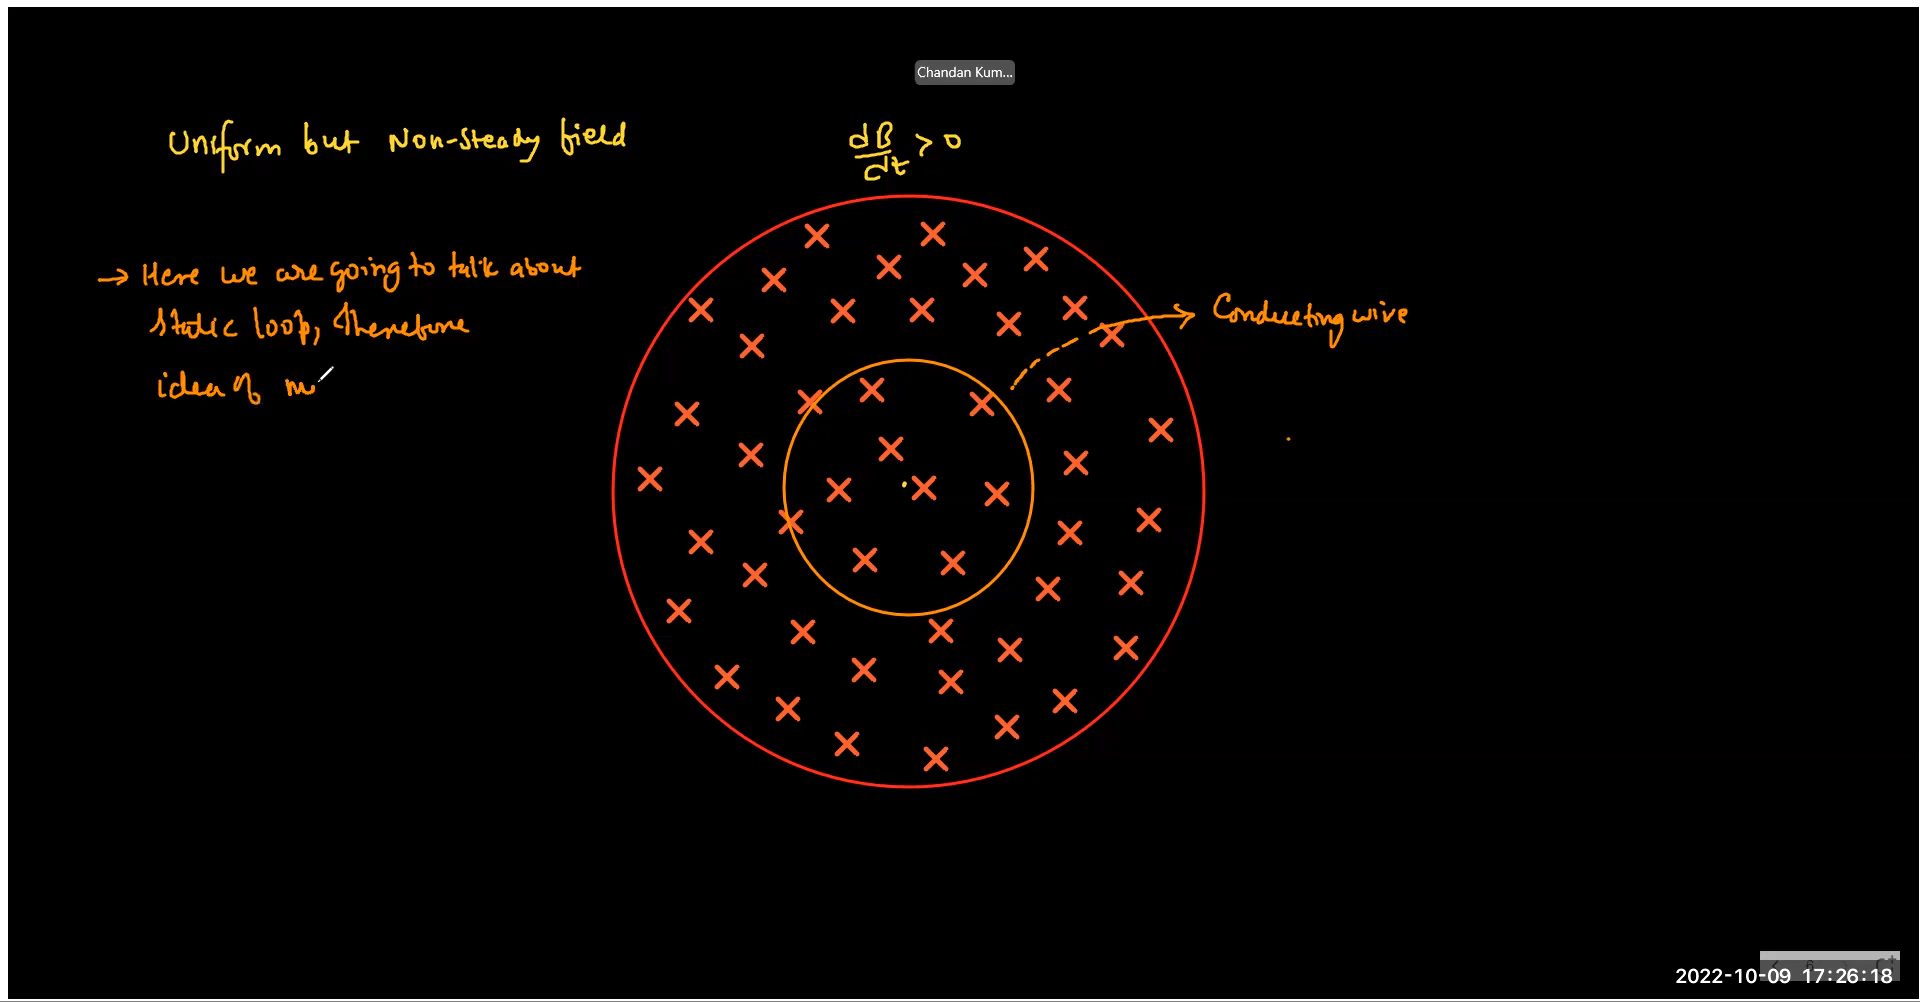 Chandan Kum...
Uniform but Non-Steady field
dB/dt > 0
→ Here we are going to talk about
static loop, therefore
idea of m
Conducting wire
2022-10-09 17:26:18